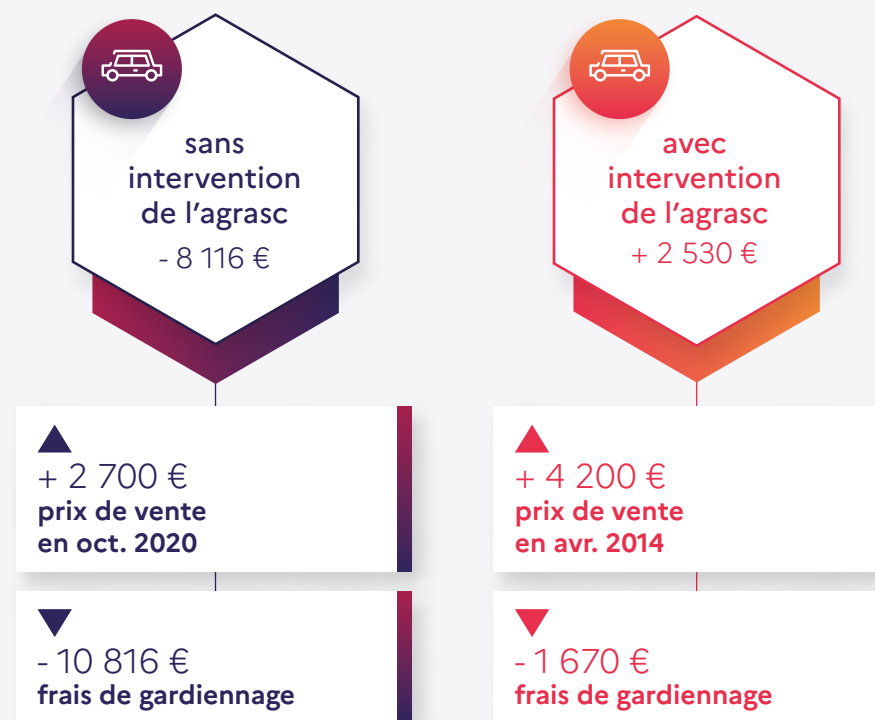 sans
intervention
de l'agrasc
- 8 116 €
+ 2 700 €
prix de vente
en oct. 2020
- 10 816 €
frais de gardiennage
avec
intervention
de l'agrasc
+ 2 530 €
+ 4 200 €
prix de vente
en avr. 2014
- 1 670 €
frais de gardiennage